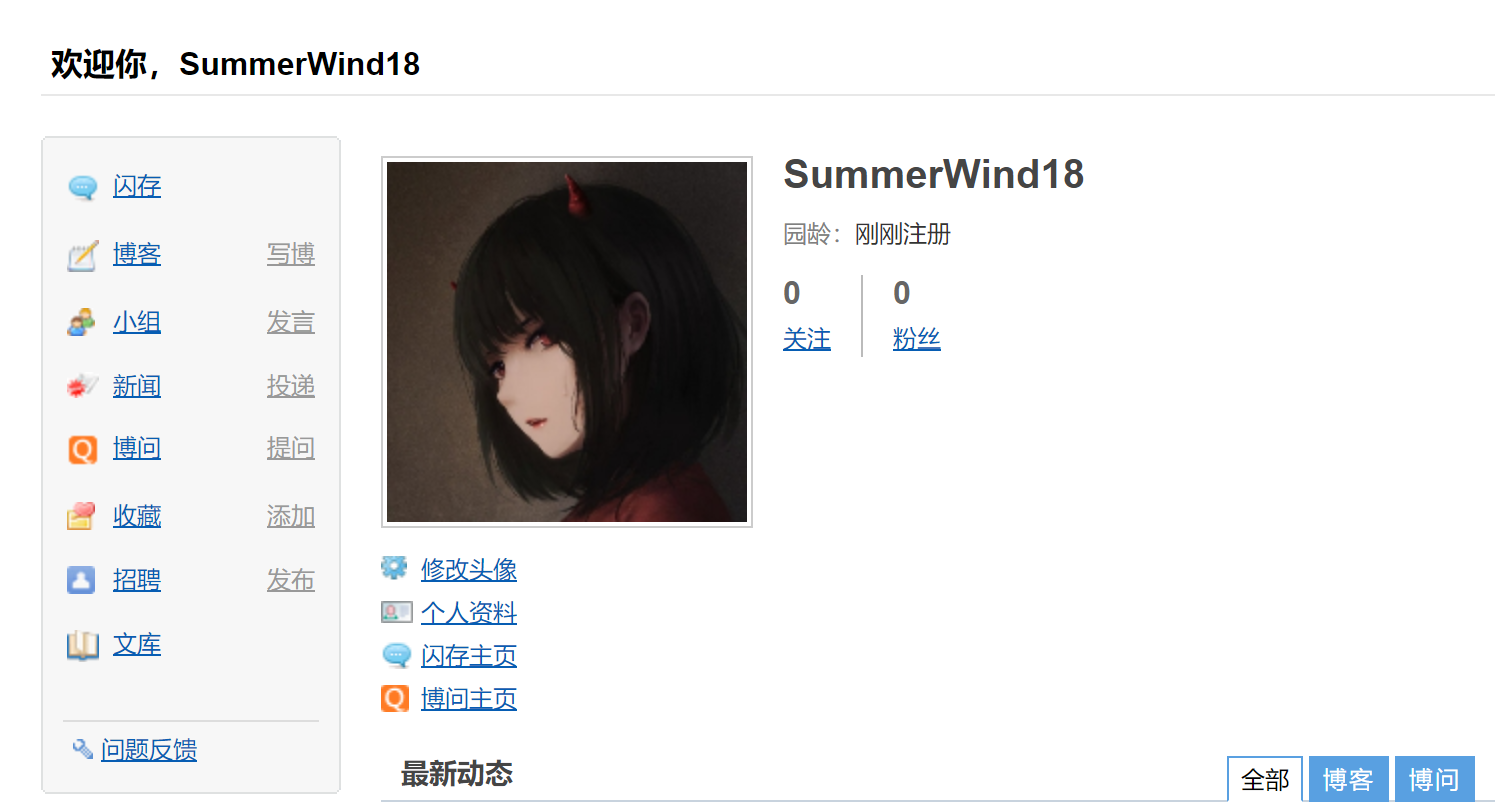 欢迎你，SummerWind18
闪存
博客 写博
小组 发言
新闻 投递
博问 提问
收藏 添加
招聘 发布
文库
问题反馈
SummerWind18
园龄：刚刚注册
0 0
关注 粉丝
修改头像
个人资料
闪存主页
博问主页
最新动态
全部 博客 博问